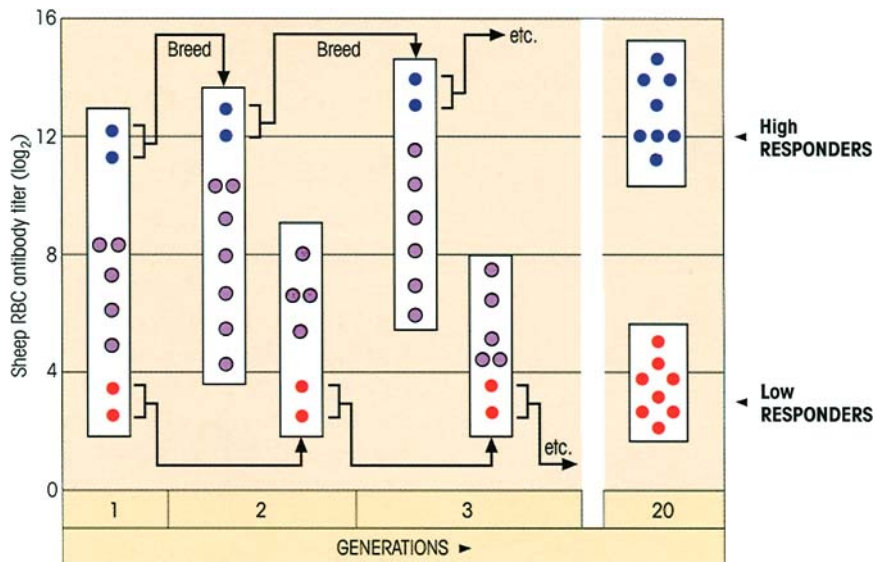 16
12
8
4
0
Sheep RBC antibody titer (log2)
Breed
Breed
etc.
etc.
High
RESPONDERS
Low
RESPONDERS
1
2
3
20
GENERATIONS